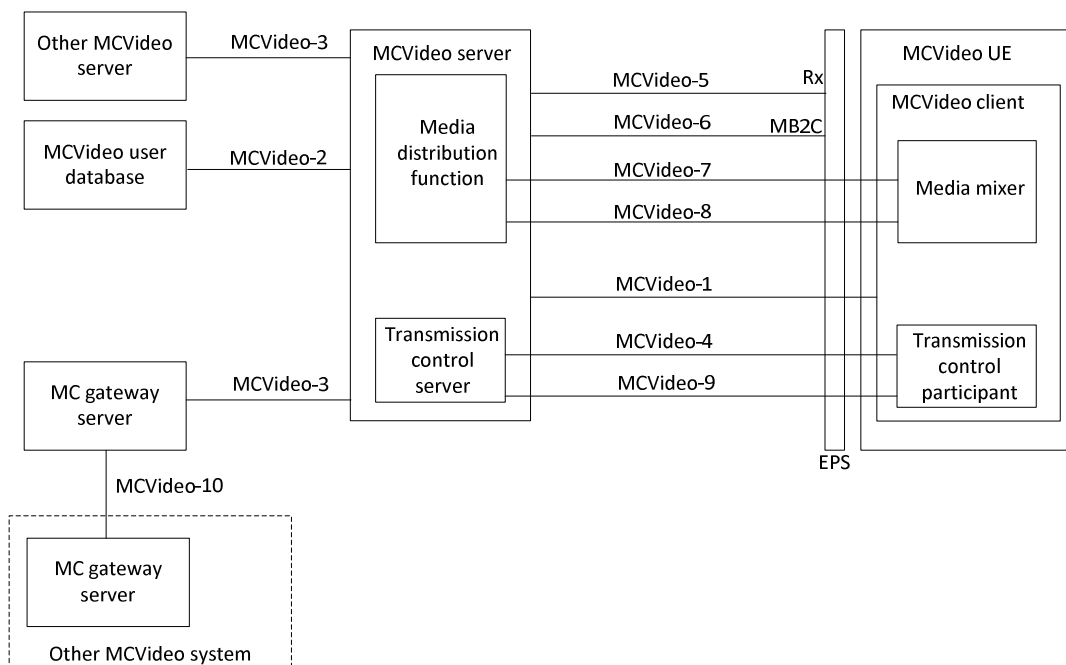 Other MCVideo
server
MCVideo-3
MCVideo user
database
MCVideo-2
MCVideo server
Media
distribution
function
Transmission
control
server
MCVideo-5
Rx
MCVideo-6
MB2C
MCVideo-7
MCVideo-8
MCVideo-1
MCVideo-4
MCVideo-9
EPS
MCVideo UE
MCVideo client
Media mixer
Transmission
control
participant
MC gateway
server
MCVideo-3
MCVideo-10
MC gateway
server
Other MCVideo system